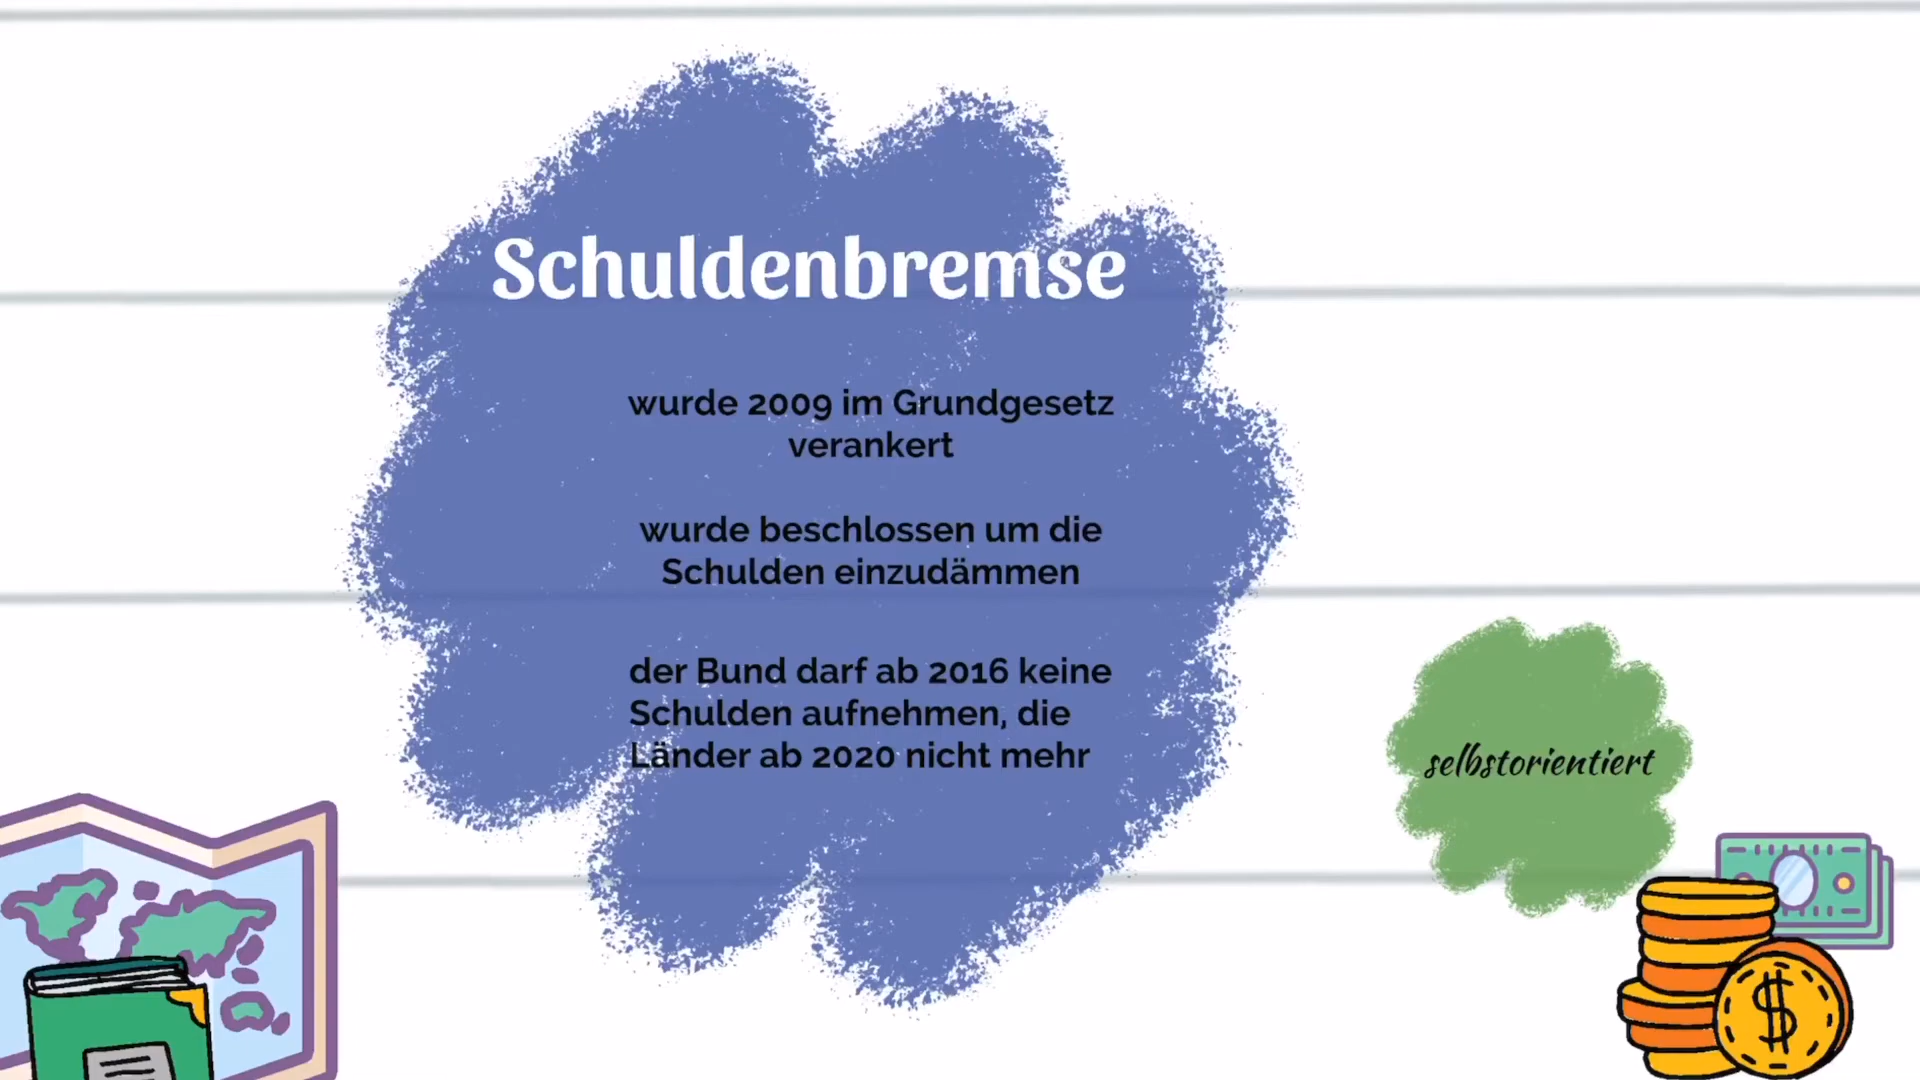 Schuldenbremse
wurde 2009 im Grundgesetz
verankert
wurde beschlossen um die
Schulden einzudämmen
der Bund darf ab 2016 keine
Schulden aufnehmen, die
Länder ab 2020 nicht mehr
selbstorientiert
$